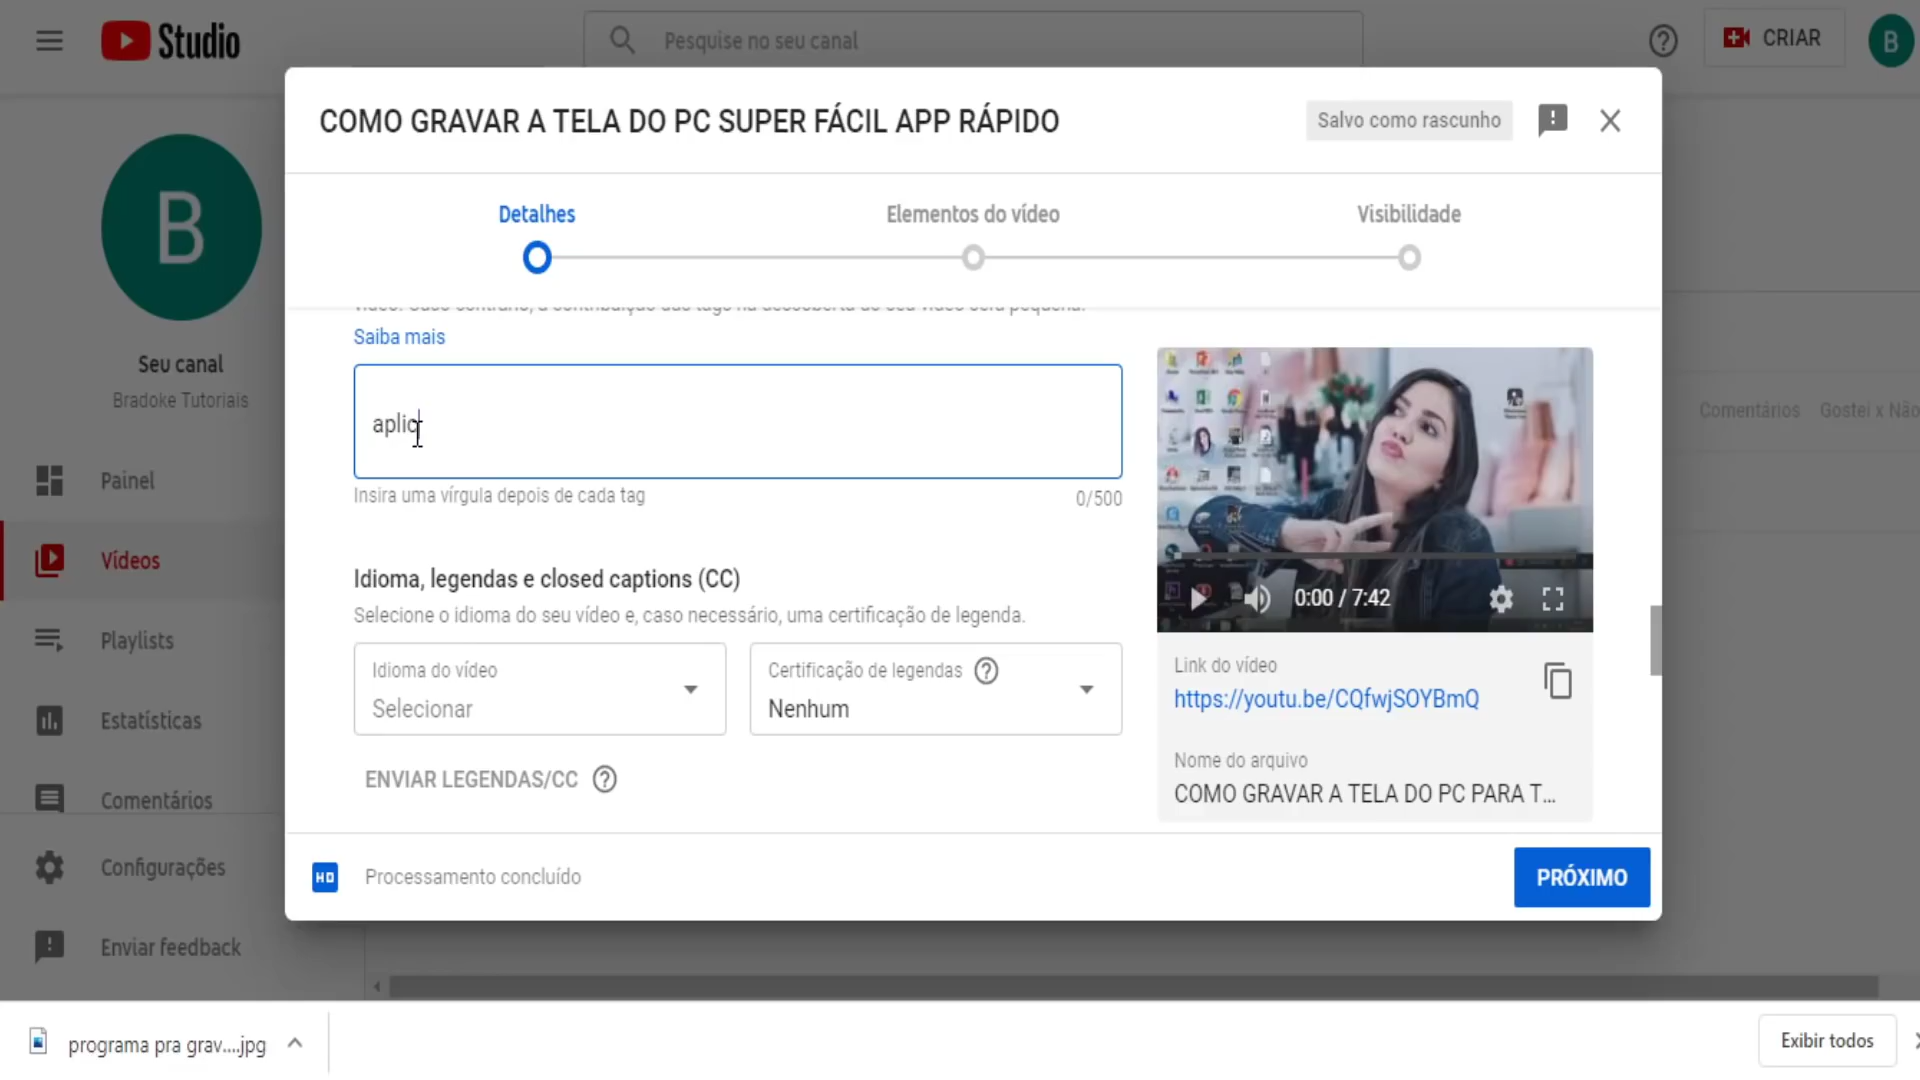 Studio
Pesquise no seu canal
CRIAR
B
COMO GRAVAR A TELA DO PC SUPER FÁCIL APP RÁPIDO
Salvo como rascunho
B
Detalhes
Elementos do vídeo
Visibilidade
Saiba mais
Seu canal
Bradoke Tutoriais
aplic
Comentários
Gostei x Não
Insira uma vírgula depois de cada tag
0/500
Painel
Vídeos
Playlists
Estatísticas
Comentários
Configurações
Enviar feedback
Idioma, legendas e closed captions (CC)
Selecione o idioma do seu vídeo e, caso necessário, uma certificação de legenda.
Idioma do vídeo
Selecionar
Certificação de legendas
Nenhum
ENVIAR LEGENDAS/CC
0:00 / 7:42
Link do vídeo
https://youtu.be/CQfwjSOYBmQ
Nome do arquivo
COMO GRAVAR A TELA DO PC PARA T...
HD
Processamento concluído
PRÓXIMO
programa pra grav....jpg
Exibir todos